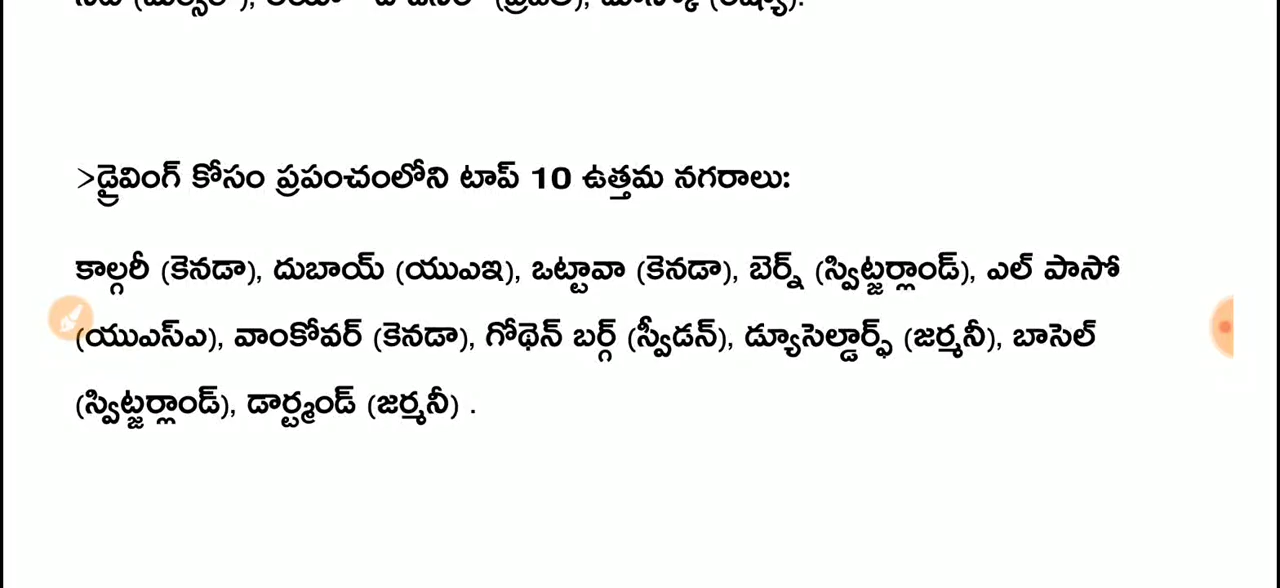 >డ్రైవింగ్ కోసం ప్రపంచంలోని టాప్ 10 ఉత్తమ నగరాలు:
కాల్గరీ (కెనడా), దుబాయ్ (యుఎఇ), ఒట్టావా (కెనడా), బెర్న్ (స్విట్జర్లాండ్), ఎల్ పాసో
(యుఎస్ఎ), వాంకోవర్ (కెనడా), గోథెన్ బర్గ్ (స్వీడన్), డ్యూసెల్డార్ఫ్ (జర్మనీ), బాసెల్
(స్విట్జర్లాండ్), డార్ట్మండ్ (జర్మనీ) .